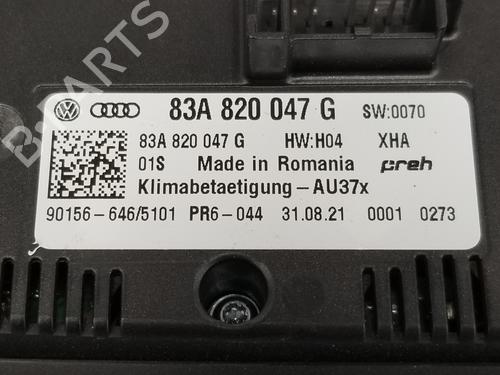 B-PARTS
83A 820 047 G SW:0070
83A 820 047 G HW:H04 XHA
01S Made in Romania preh
Klimabetaetigung-AU37x
90156-646/5101 PR6-044 31.08.21 0001 0273